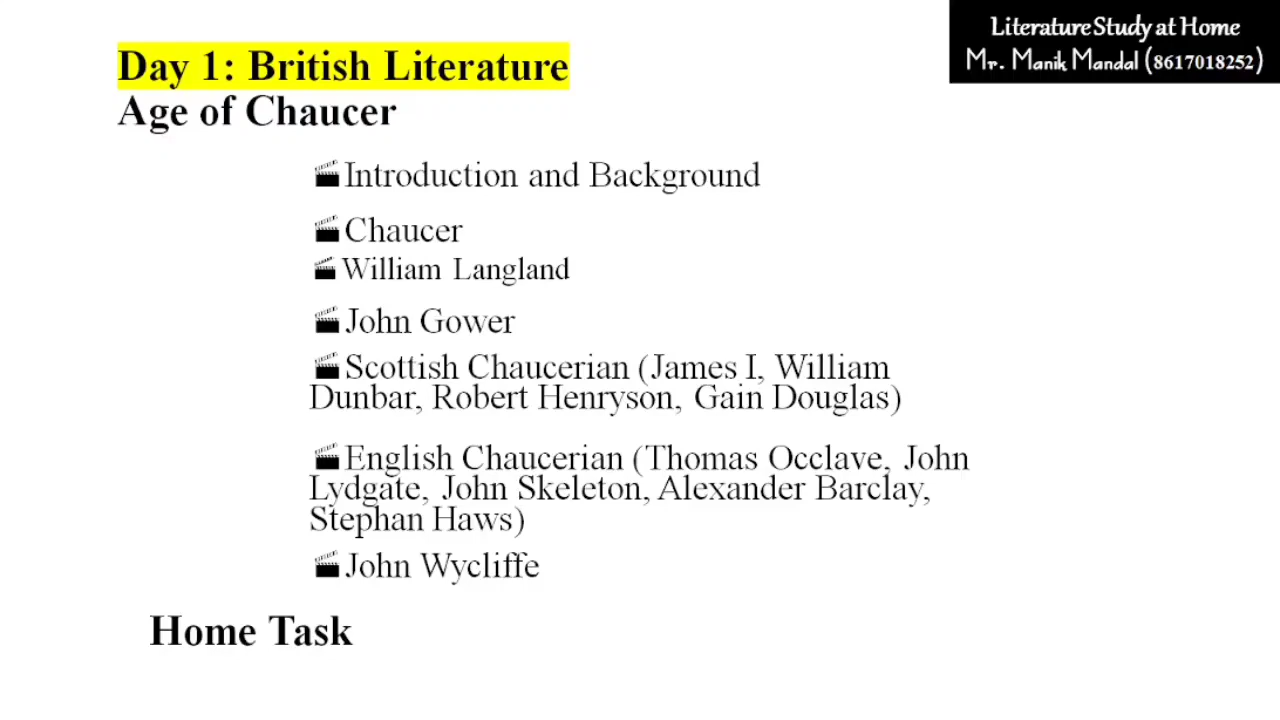 Literature Study at Home
Mr. Manik Mandal (8617018252)
Day 1: British Literature
Age of Chaucer
Introduction and Background
Chaucer
William Langland
John Gower
Scottish Chaucerian (James I, William
Dunbar, Robert Henryson, Gain Douglas)
English Chaucerian (Thomas Occlave, John
Lydgate, John Skeleton, Alexander Barclay,
Stephan Haws)
John Wycliffe
Home Task